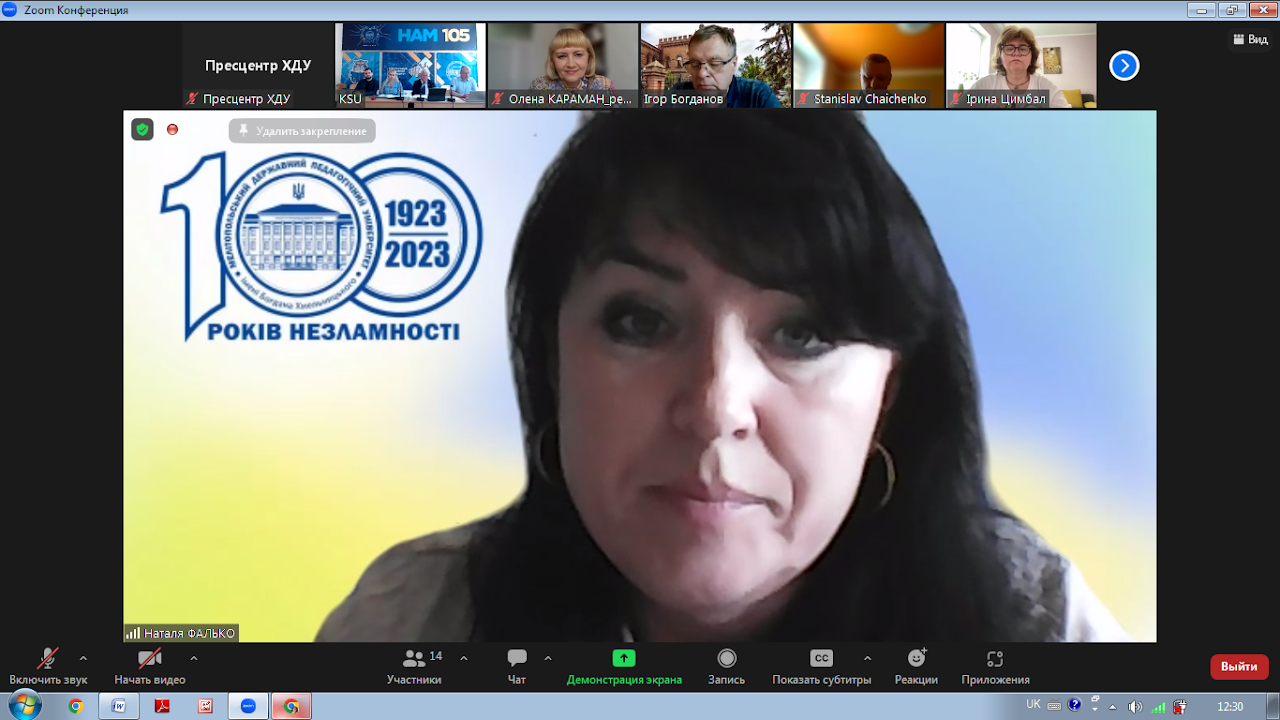 Zoom Конференция
Пресцентр ХДУ
Пресцентр ХДУ
НАМ 105
KSU
Олена КАРАМАН_ре...
Ігор Богданов
Stanislav Chaichenko
Ірина Цимбал
Вид
Удалить закрепление
МЕЛІТОПОЛЬСЬКИЙ ДЕРЖАВНИЙ ПЕДАГОГІЧНИЙ УНІВЕРСИТЕТ
імені Богдана Хмельницького
100
1923
2023
РОКІВ НЕЗЛАМНОСТІ
Наталя ФАЛЬКО
Включить звук
Начать видео
14
Участники
Чат
Демонстрация экрана
Запись
CC
Показать субтитры
Реакции
Приложения
Выйти
UK
12:30